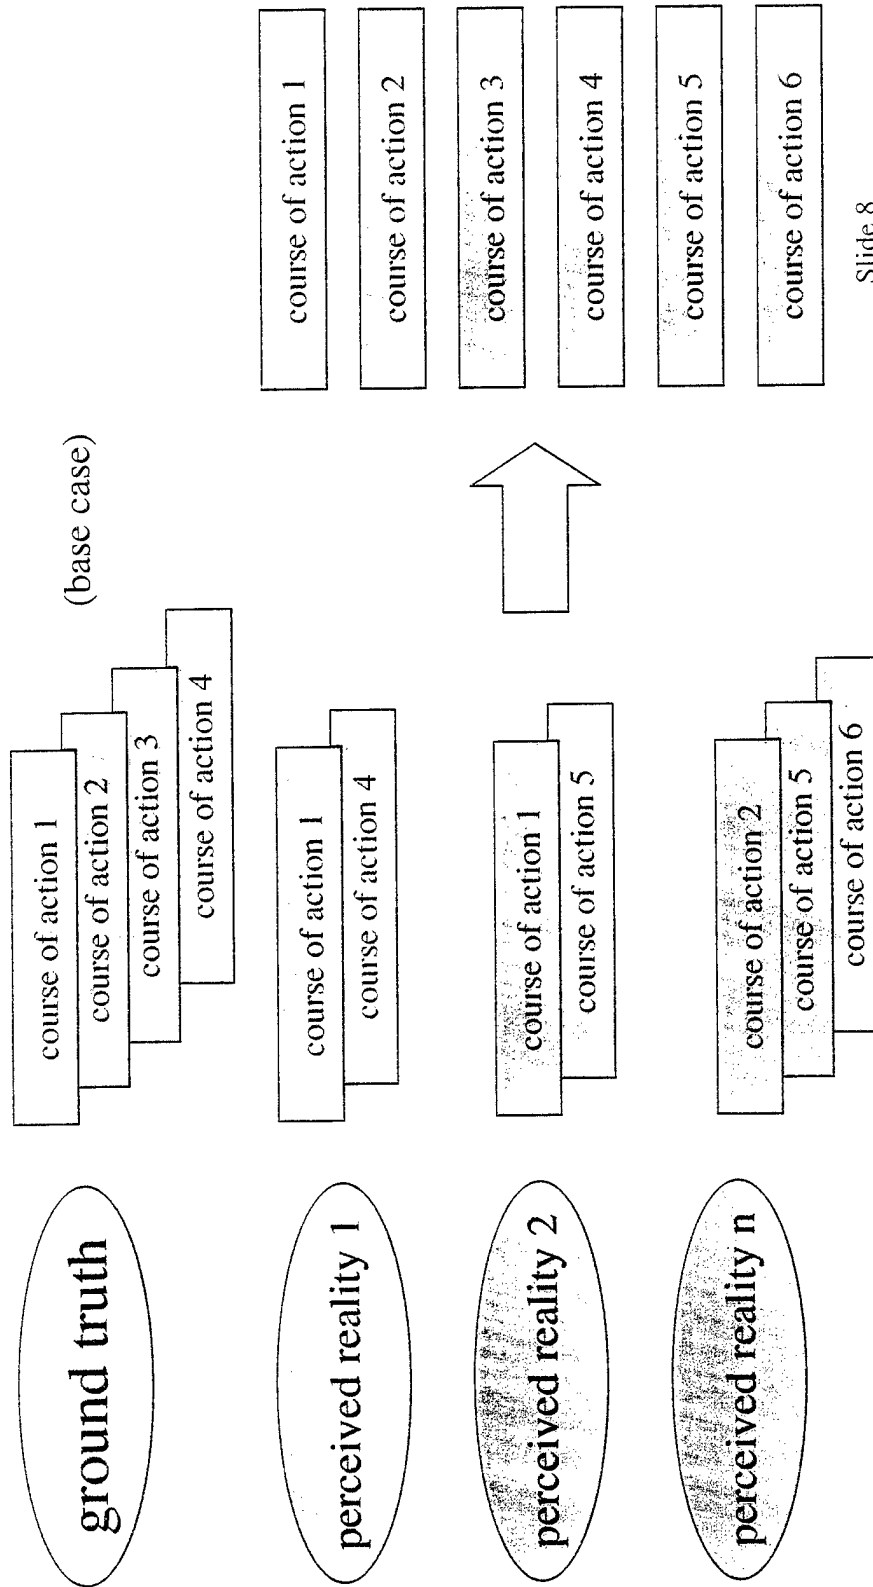 ground truth
course of action 1
course of action 2
course of action 3
course of action 4
(base case)
perceived reality 1
course of action 1
course of action 4
perceived reality 2
course of action 1
course of action 5
perceived reality n
course of action 2
course of action 5
course of action 6
course of action 1
course of action 2
course of action 3
course of action 4
course of action 5
course of action 6
Slide 8